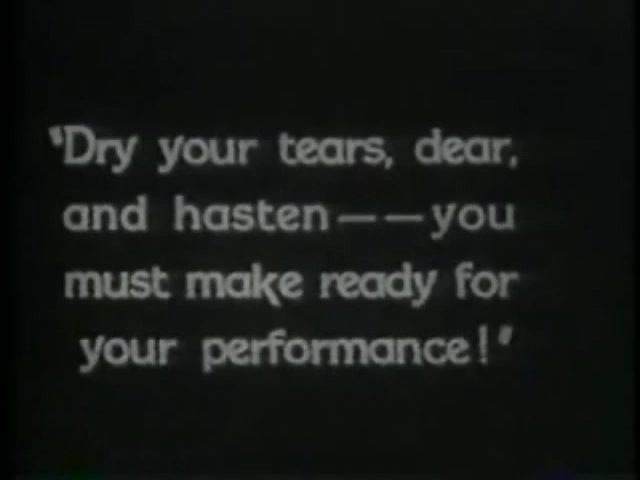 "Dry your tears, dear,
and hasten——you
must make ready for
your performance!"